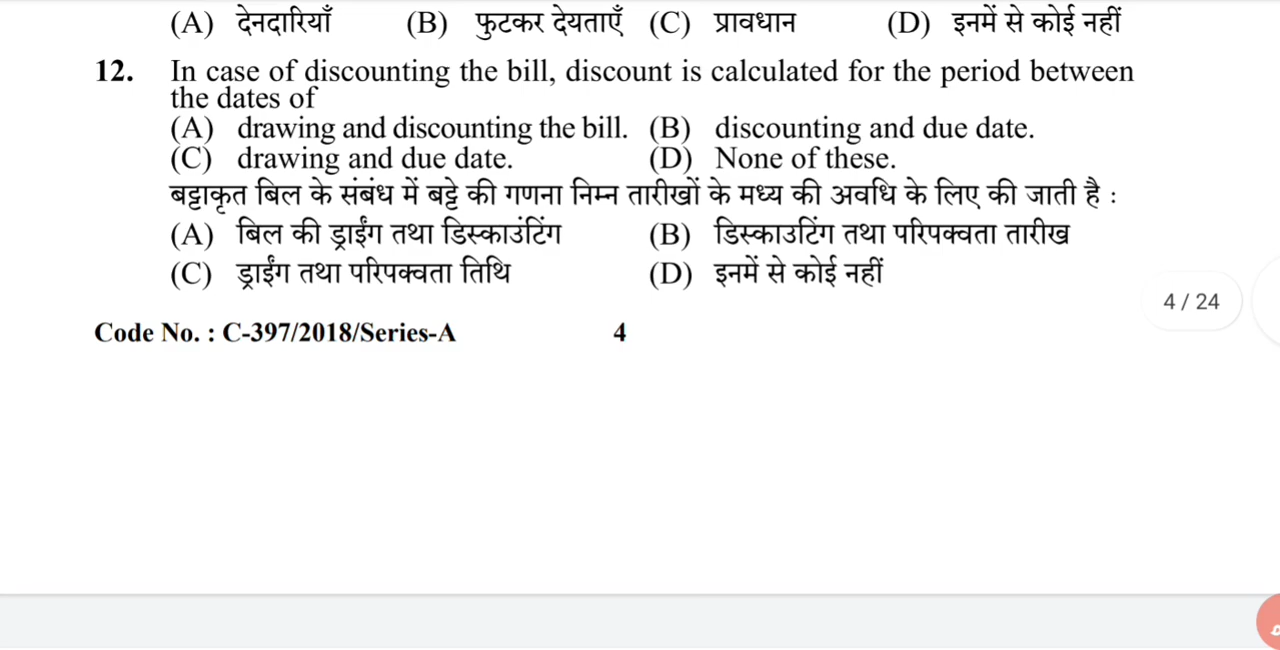 (A) देनदारियाँ (B) फुटकर देयताएँ (C) प्रावधान (D) इनमें से कोई नहीं
12. In case of discounting the bill, discount is calculated for the period between
the dates of
(A) drawing and discounting the bill. (B) discounting and due date.
(C) drawing and due date. (D) None of these.
बट्टाकृत बिल के संबंध में बट्टे की गणना निम्न तारीखों के मध्य की अवधि के लिए की जाती है :
(A) बिल की ड्राईंग तथा डिस्काउंटिंग (B) डिस्काउटिंग तथा परिपक्वता तारीख
(C) ड्राईंग तथा परिपक्वता तिथि (D) इनमें से कोई नहीं
4 / 24
Code No. : C-397/2018/Series-A 4